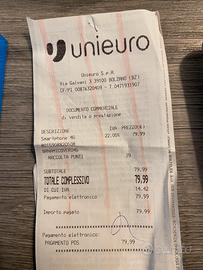 unieuro
Unieuro S.p.A.
Via Galvani 3 39100 BOLZANO (BZ)
DOCUMENTO COMMERCIALE
di vendita o prestazione
DESCRIZIONE IVA PREZZO(€)
Smartphone 4G 22.00% 79,99
RACCOLTA PUNTI
SUBTOTALE 79,99
TOTALE COMPLESSIVO 79,99
DI CUI IVA 14,42
Pagamento elettronico 79,99
Importo pagato 79,99
Pagamento elettronico:
PAGAMENTO POS 79,99